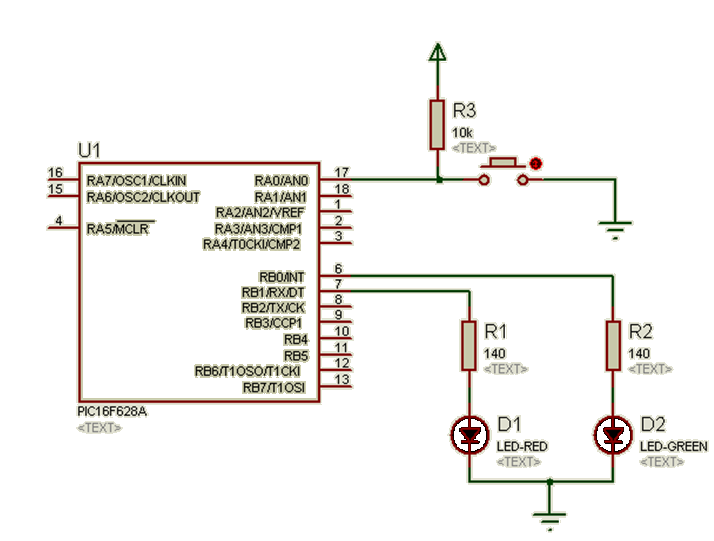 R3
10k
<TEXT>
U1
16
RA7/OSC1/CLKIN
RA0/AN0
17
15
RA6/OSC2/CLKOUT
RA1/AN1
18
RA2/AN2/VREF
1
4
RA5/MCLR
RA3/AN3/CMP1
2
RA4/T0CKI/CMP2
3
RB0/INT
6
RB1/RX/DT
7
RB2/TX/CK
8
RB3/CCP1
9
RB4
10
RB5
11
RB6/T1OSO/T1CKI
12
RB7/T1OSI
13
PIC16F628A
<TEXT>
R1
140
<TEXT>
R2
140
<TEXT>
D1
LED-RED
<TEXT>
D2
LED-GREEN
<TEXT>